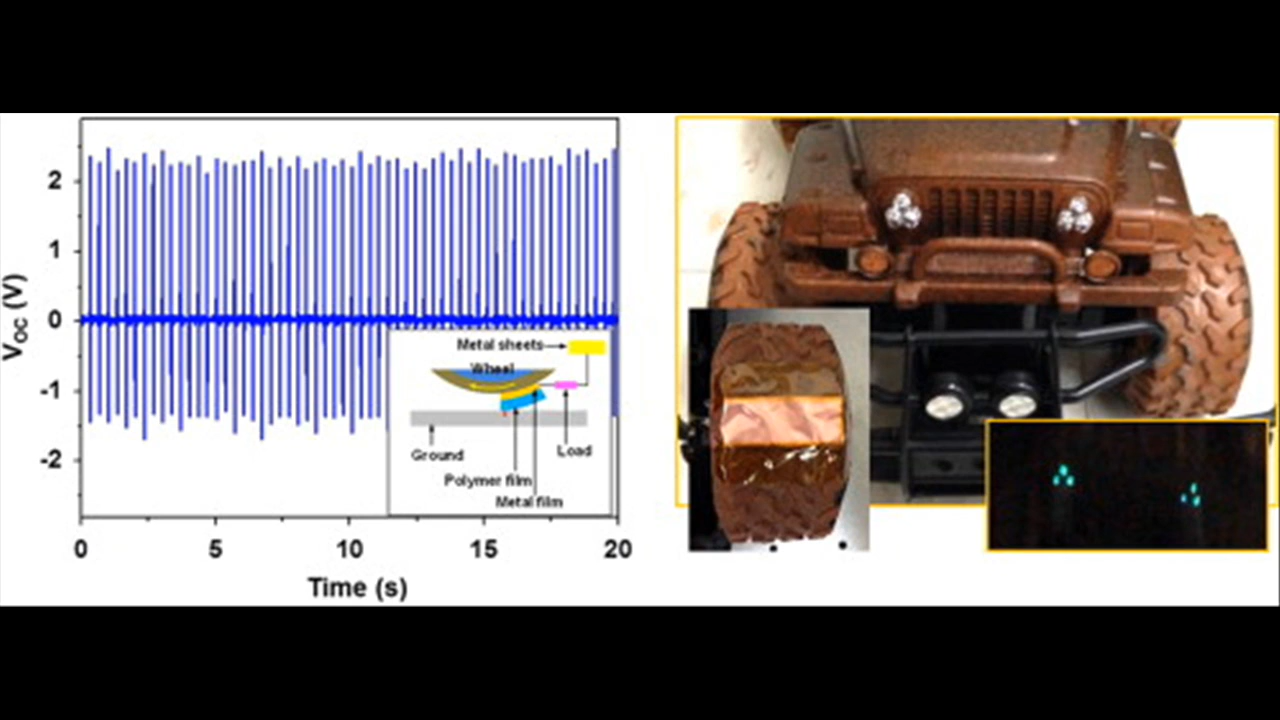 2
1
0
-1
-2
V_OC (V)
0
5
10
15
20
Time (s)
Metal sheets
Wheel
Ground
Load
Polymer film
Metal film